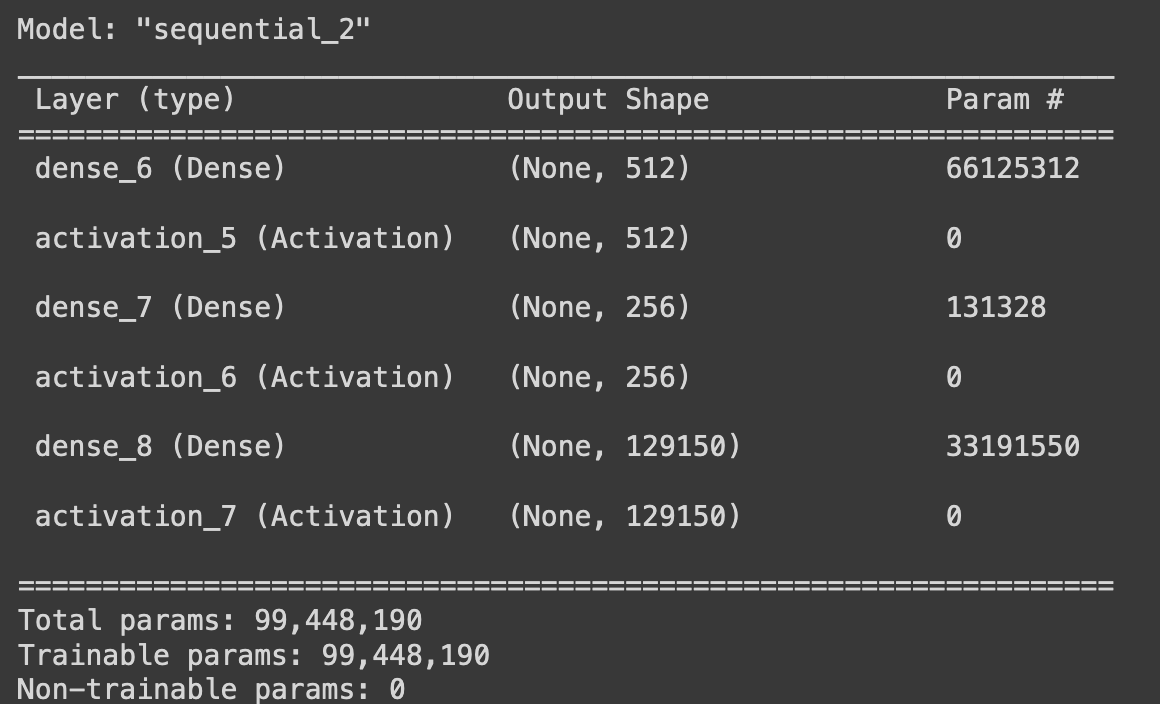 Model: "sequential_2"
_________________________________________________________________
Layer (type) Output Shape Param #
=================================================================
dense_6 (Dense) (None, 512) 66125312
activation_5 (Activation) (None, 512) 0
dense_7 (Dense) (None, 256) 131328
activation_6 (Activation) (None, 256) 0
dense_8 (Dense) (None, 129150) 33191550
activation_7 (Activation) (None, 129150) 0
=================================================================
Total params: 99,448,190
Trainable params: 99,448,190
Non-trainable params: 0